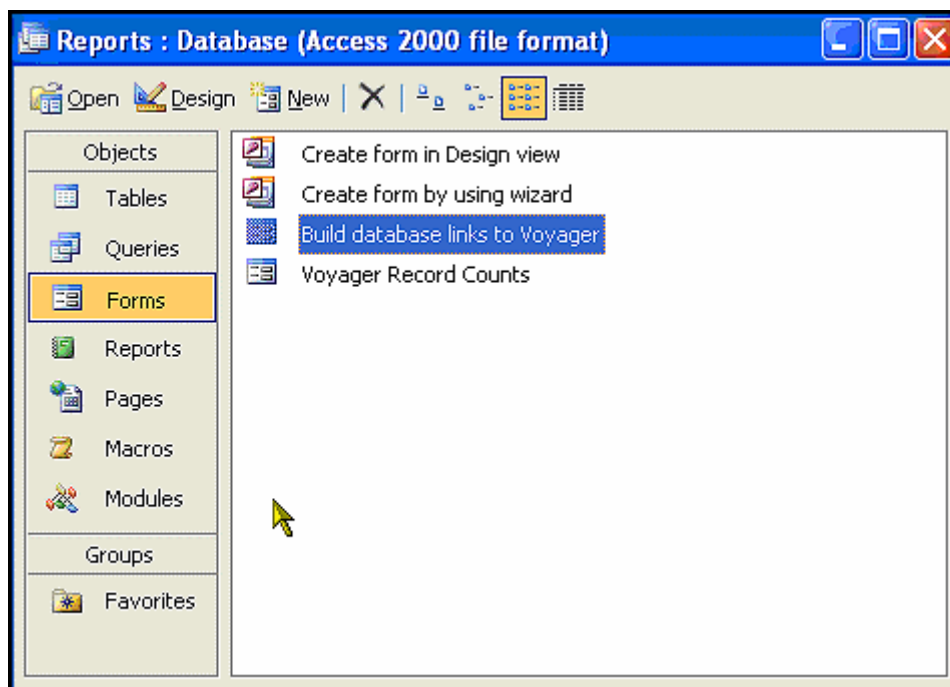 Reports : Database (Access 2000 file format)
Open Design New
Objects
Tables
Queries
Forms
Reports
Pages
Macros
Modules
Groups
Favorites
Create form in Design view
Create form by using wizard
Build database links to Voyager
Voyager Record Counts